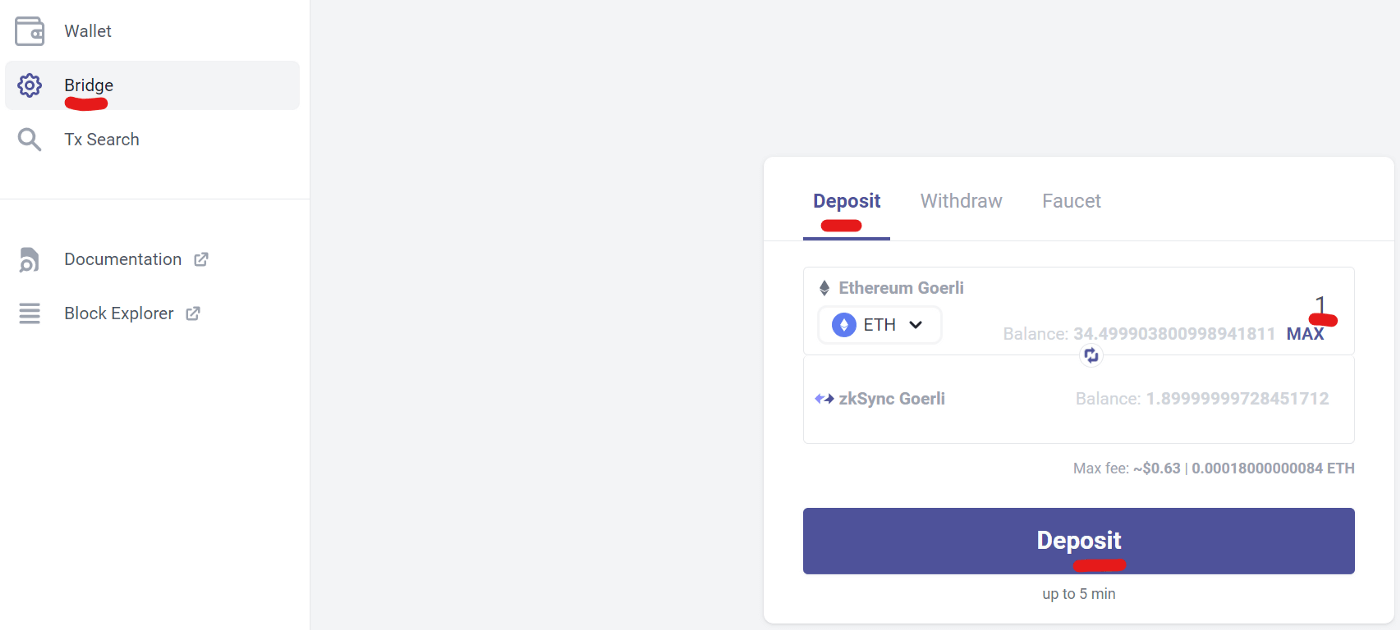 Wallet
Bridge
Tx Search
Documentation
Block Explorer
Deposit Withdraw Faucet
Ethereum Goerli
1
ETH
Balance: 34.499903800998941811 MAX
zkSync Goerli Balance: 1.89999999728451712
Max fee: ~$0.63 | 0.00018000000084 ETH
Deposit
up to 5 min